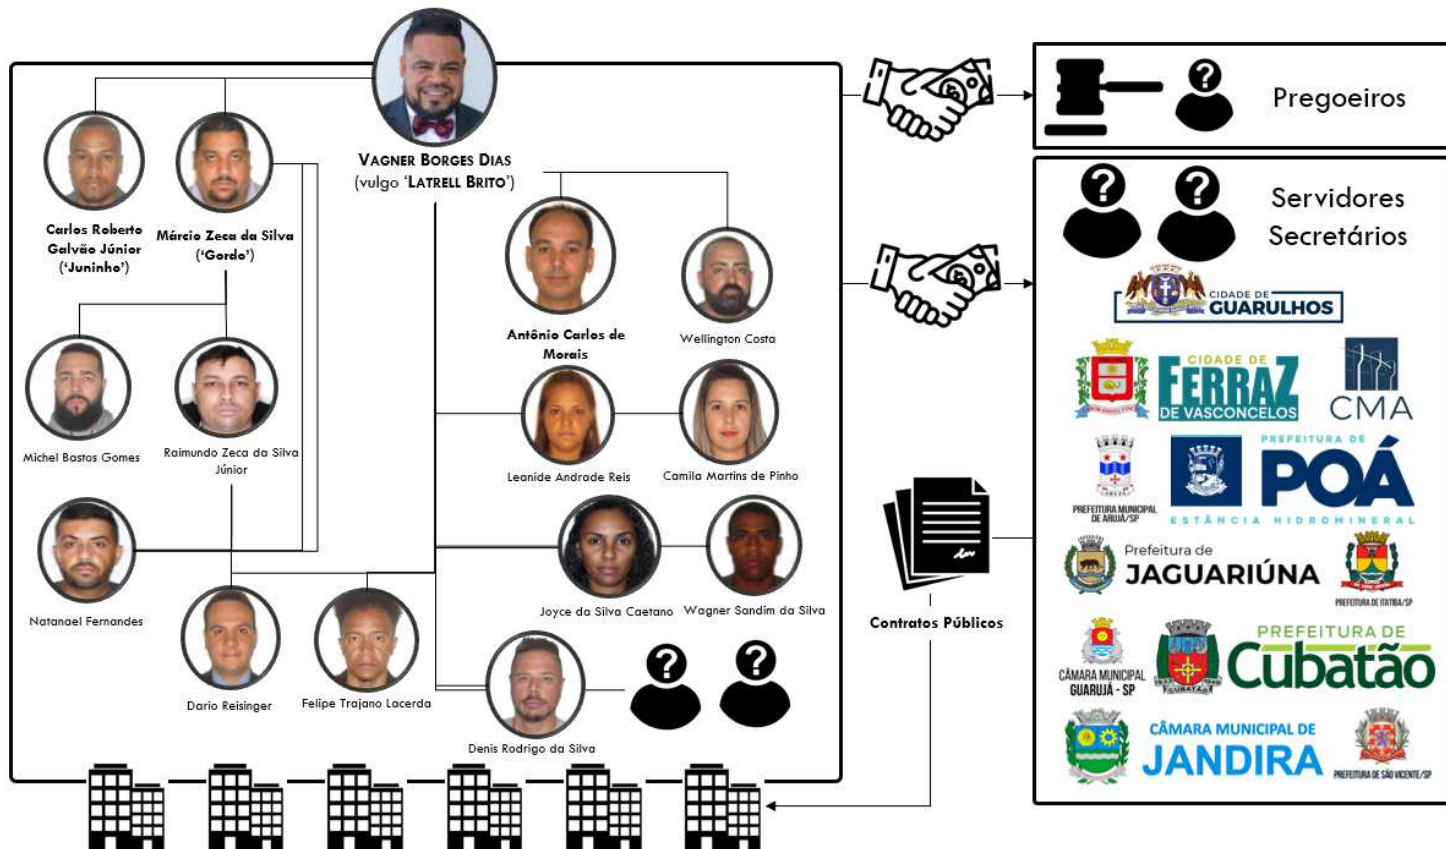 VAGNER BORGES DIAS
(vulgo ‘LATRELL BRITO’)
Carlos Roberto
Galvão Júnior
(‘Juninho’)
Márcio Zeca da Silva
(‘Gordo’)
Antônio Carlos de
Morais
Wellington Costa
Michel Bastos Gomes
Raimundo Zeca da Silva
Júnior
Leanide Andrade Reis
Camila Martins de Pinho
Natanael Fernandes
Dario Reisinger
Felipe Trajano Lacerda
Joyce da Silva Caetano
Wagner Sandim da Silva
Denis Rodrigo da Silva
? ?
Contratos Públicos
?
Pregoeiros
? ?
Servidores
Secretários
CIDADE DE
GUARULHOS
CIDADE DE
FERRAZ
DE VASCONCELOS
CMA
ARUJÁ
PREFEITURA MUNICIPAL
DE ARUJÁ/SP
PREFEITURA DE
POÁ
ESTÂNCIA HIDROMINERAL
Prefeitura de
JAGUARIÚNA
PREFEITURA DE ITATIBA/SP
CÂMARA MUNICIPAL
GUARUJÁ - SP
CUBATÃO
PREFEITURA DE
Cubatão
CÂMARA MUNICIPAL DE
JANDIRA
PREFEITURA DE SÃO VICENTE/SP